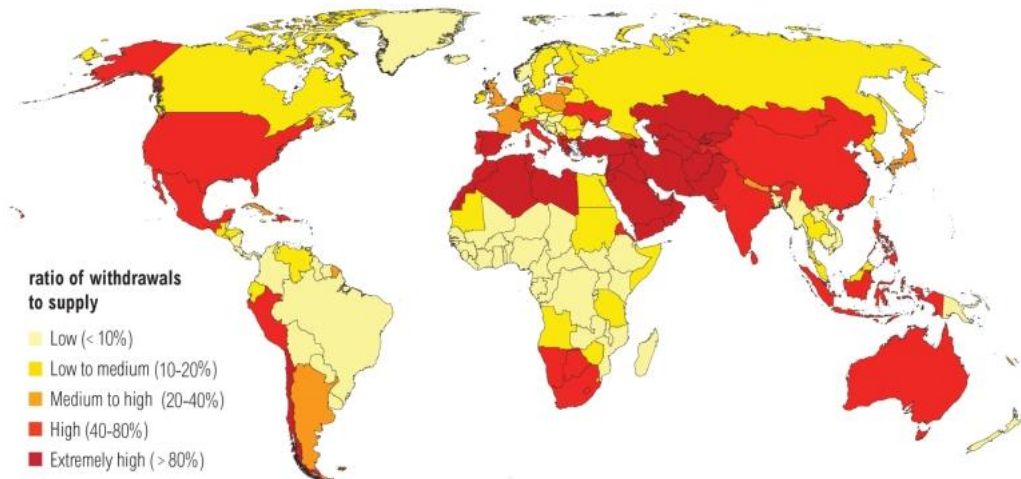 ratio of withdrawals
to supply
Low (< 10%)
Low to medium (10-20%)
Medium to high (20-40%)
High (40-80%)
Extremely high (> 80%)